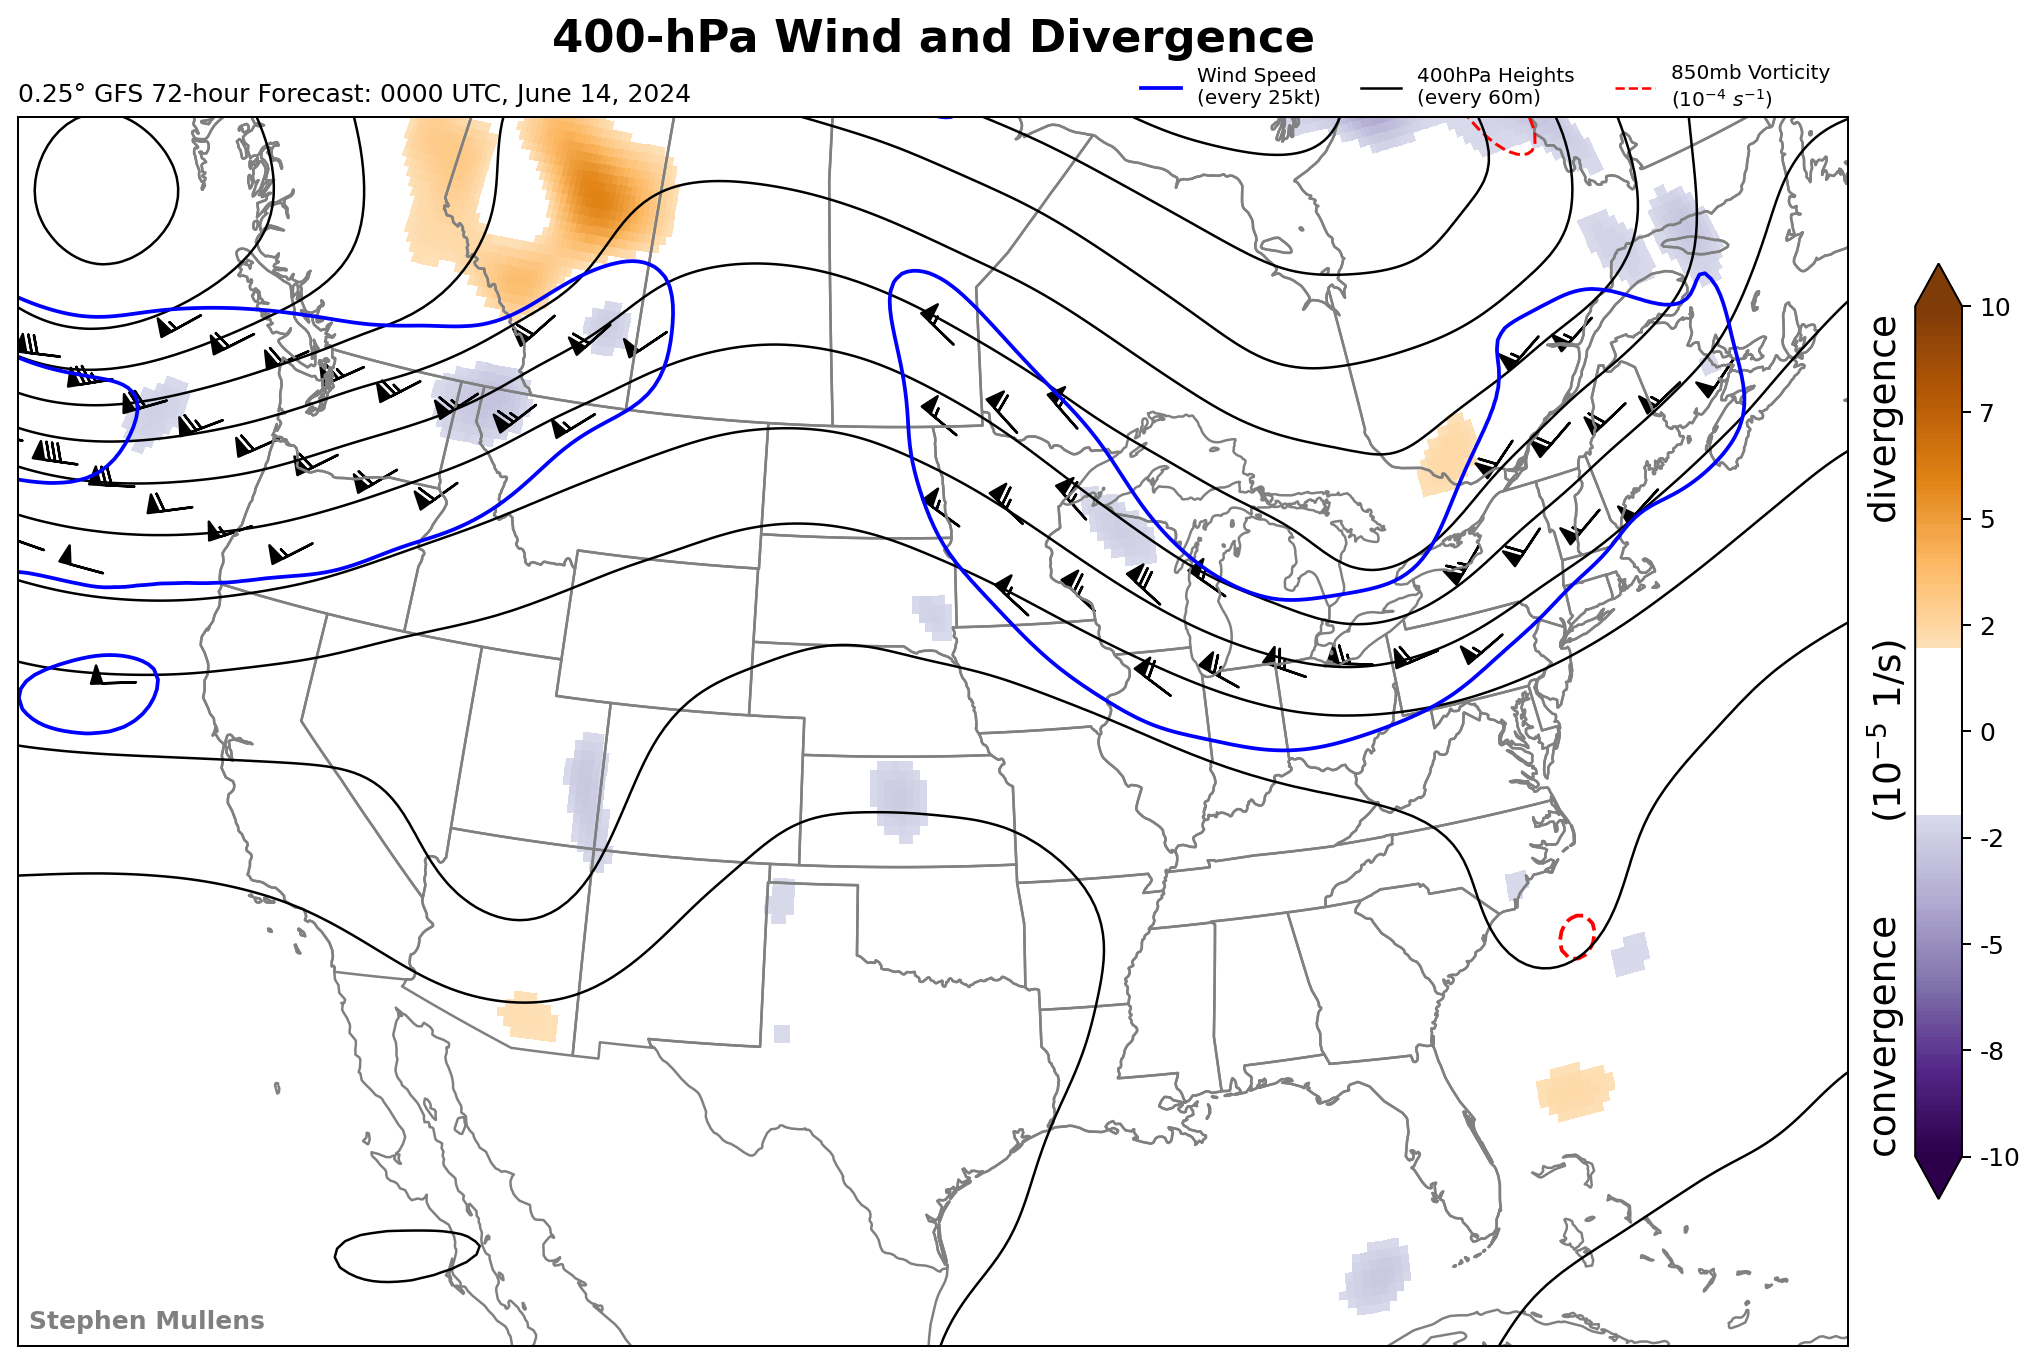 400-hPa Wind and Divergence
0.25° GFS 72-hour Forecast: 0000 UTC, June 14, 2024
Wind Speed
(every 25kt)
400hPa Heights
(every 60m)
850mb Vorticity
(10⁻⁴ s⁻¹)
divergence
(10⁻⁵ 1/s)
convergence
10
7
5
2
0
-2
-5
-8
-10
Stephen Mullens